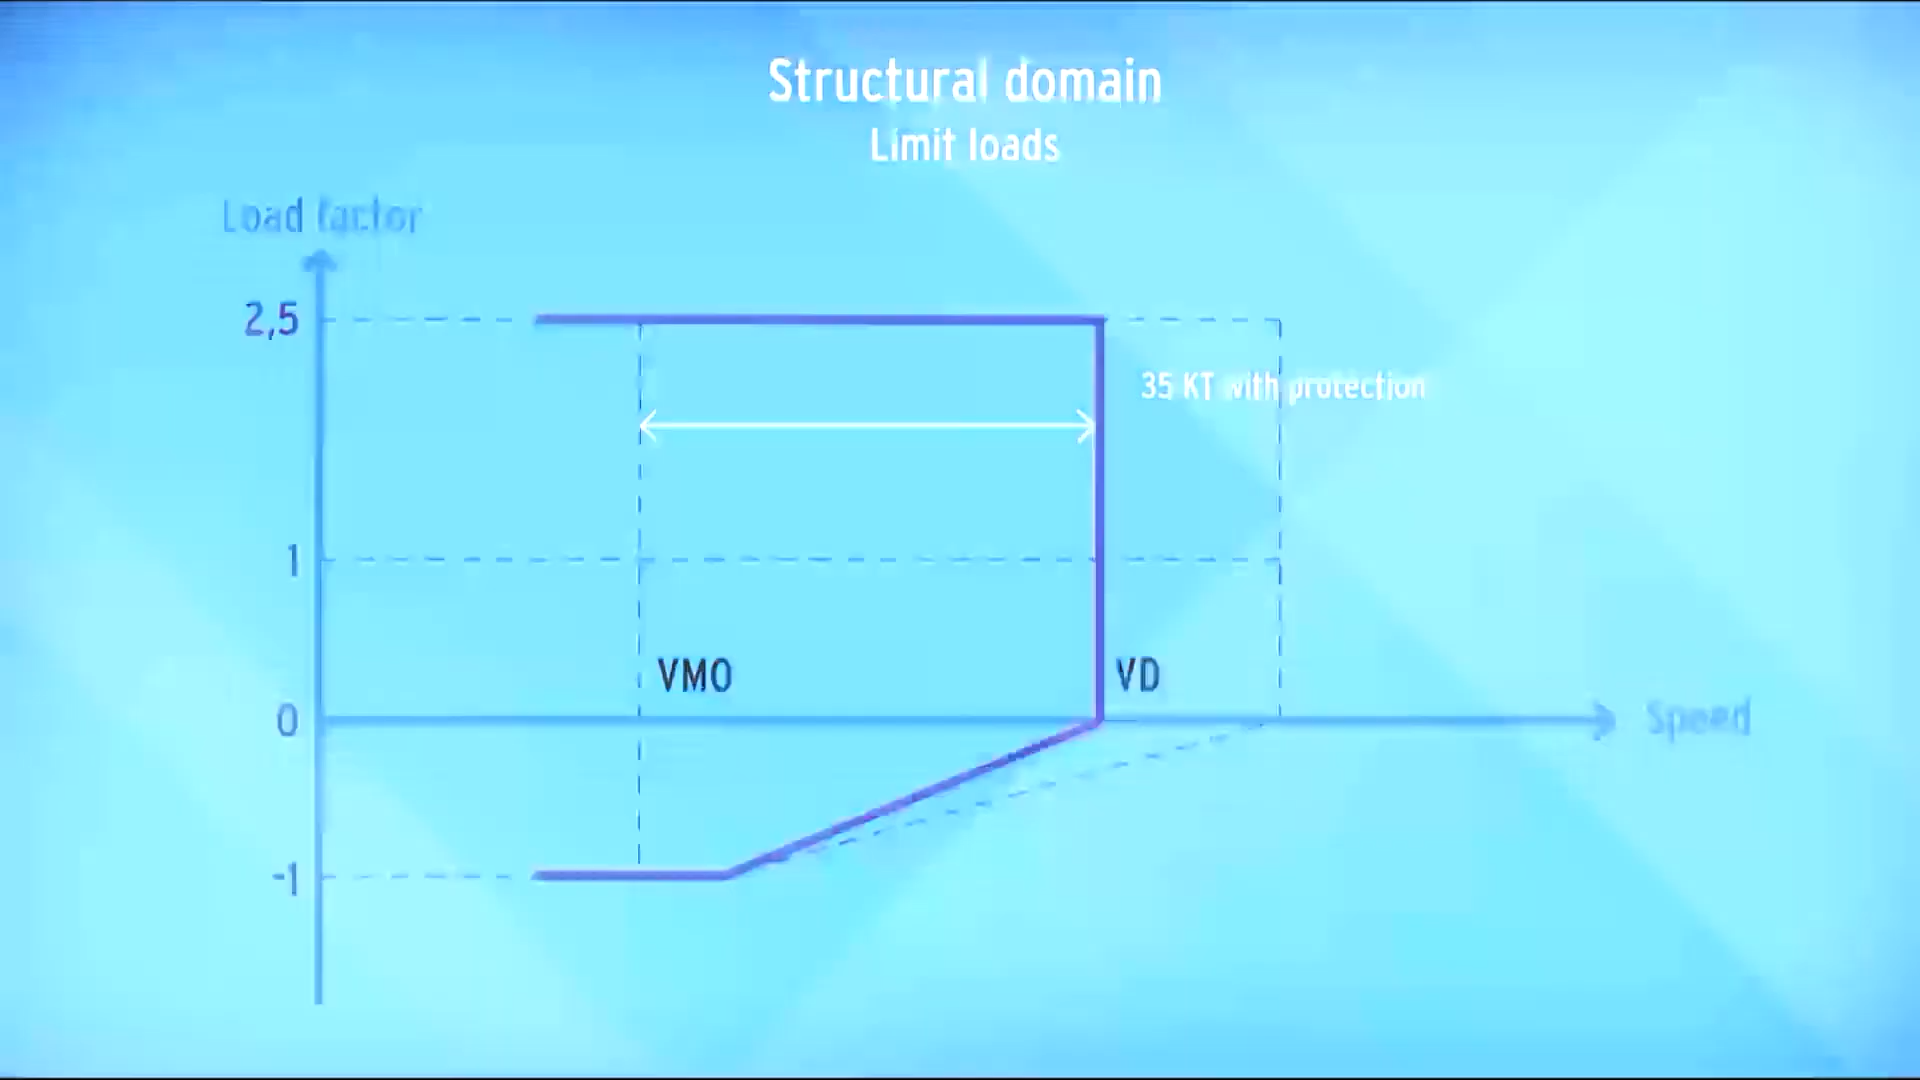 Structural domain
Limit loads
Load factor
2,5
35 KT with protection
1
VMO
VD
0
Speed
-1